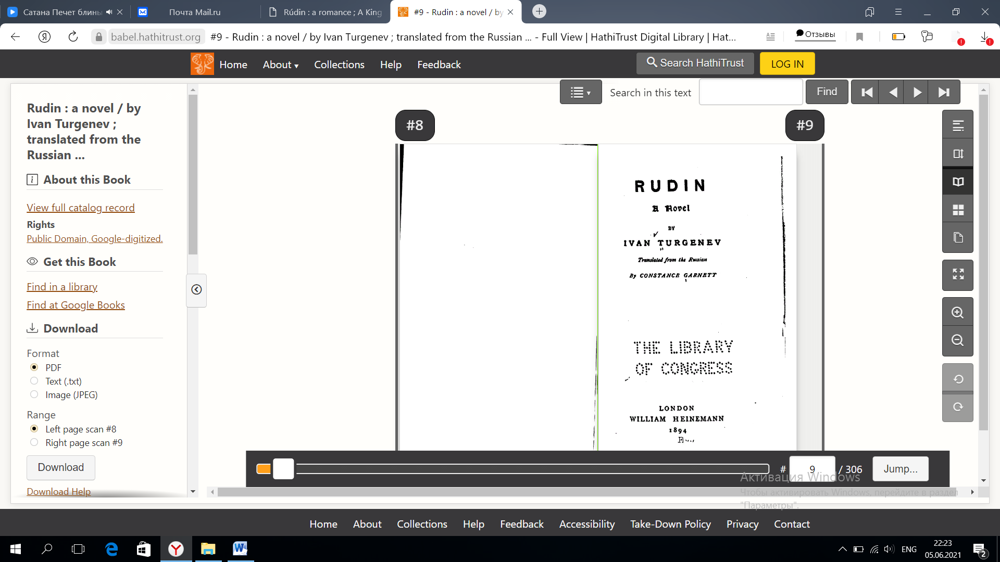 Сатана Печет блины
Почта Mail.ru
Rúdin : a romance ; A King
#9 - Rudin : a novel / by
babel.hathitrust.org
#9 - Rudin : a novel / by Ivan Turgenev ; translated from the Russian ... - Full View | HathiTrust Digital Library | Hat...
Отзывы
Home
About
Collections
Help
Feedback
Search HathiTrust
LOG IN
Search in this text
Find
Rudin : a novel / by
Ivan Turgenev ;
translated from the
Russian ...
About this Book
View full catalog record
Rights
Public Domain, Google-digitized.
Get this Book
Find in a library
Find at Google Books
Download
Format
PDF
Text (.txt)
Image (JPEG)
Range
Left page scan #8
Right page scan #9
Download
Download Help
#8
#9
RUDIN
A Novel
BY
IVAN TURGENEV
Translated from the Russian
By CONSTANCE GARNETT
THE LIBRARY
OF CONGRESS
LONDON
WILLIAM HEINEMANN
1894
# 9 / 306
Jump...
Активация Windows
Чтобы активировать Windows, перейдите в раздел
"Параметры".
Home
About
Collections
Help
Feedback
Accessibility
Take-Down Policy
Privacy
Contact
ENG
22:23
05.06.2021
2